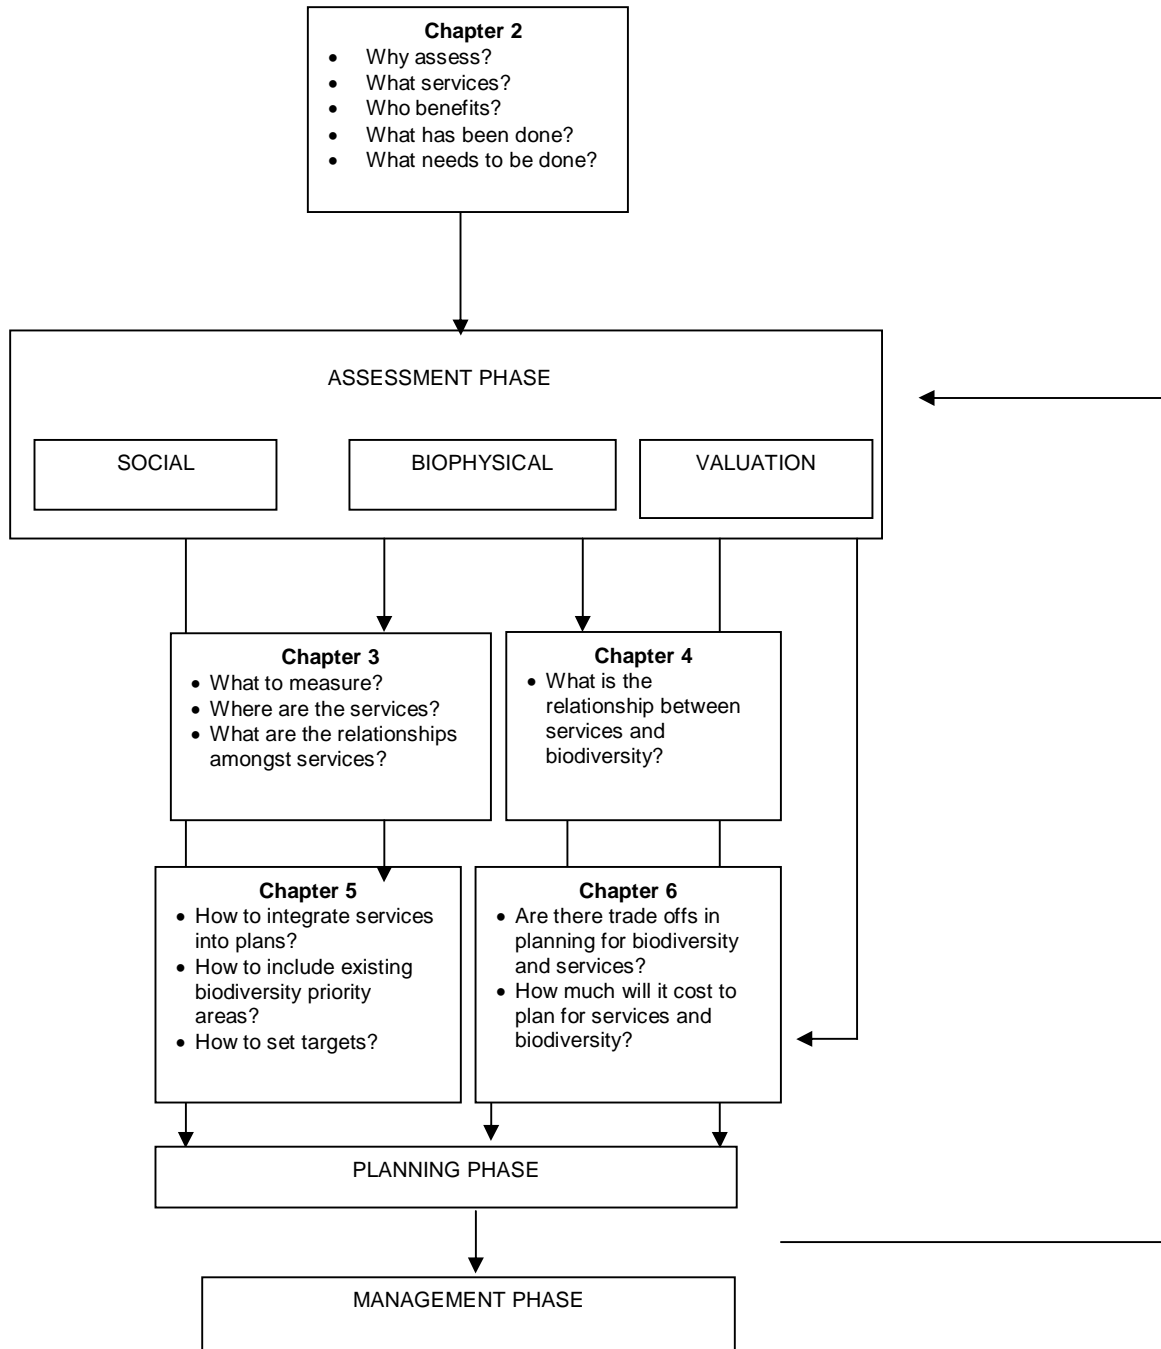 Chapter 2
• Why assess?
• What services?
• Who benefits?
• What has been done?
• What needs to be done?
ASSESSMENT PHASE
SOCIAL
BIOPHYSICAL
VALUATION
Chapter 3
• What to measure?
• Where are the services?
• What are the relationships
amongst services?
Chapter 4
• What is the
relationship between
services and
biodiversity?
Chapter 5
• How to integrate services
into plans?
• How to include existing
biodiversity priority
areas?
• How to set targets?
Chapter 6
• Are there trade offs in
planning for biodiversity
and services?
• How much will it cost to
plan for services and
biodiversity?
PLANNING PHASE
MANAGEMENT PHASE